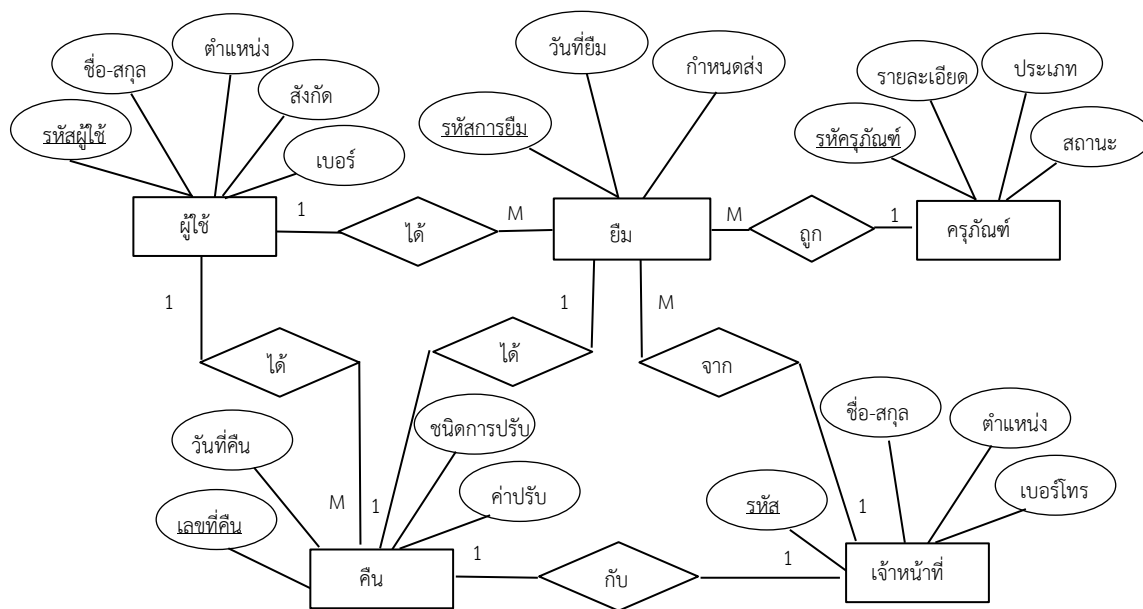 วันที่ยืม
ตำแหน่ง
ประเภท
กำหนดส่ง
ชื่อ-สกุล
รายละเอียด
สังกัด
รหัสการยืม
รหัสผู้ใช้
รหัครุภัณฑ์
สถานะ
เบอร์
1
M
M
1
ผู้ใช้
ได้
ยืม
ถูก
ครุภัณฑ์
1
1
M
ได้
ได้
จาก
ชื่อ-สกุล
ตำแหน่ง
ชนิดการปรับ
วันที่คืน
เบอร์โทร
ค่าปรับ
M
1
รหัส
1
เลขที่คืน
1
1
คืน
กับ
เจ้าหน้าที่